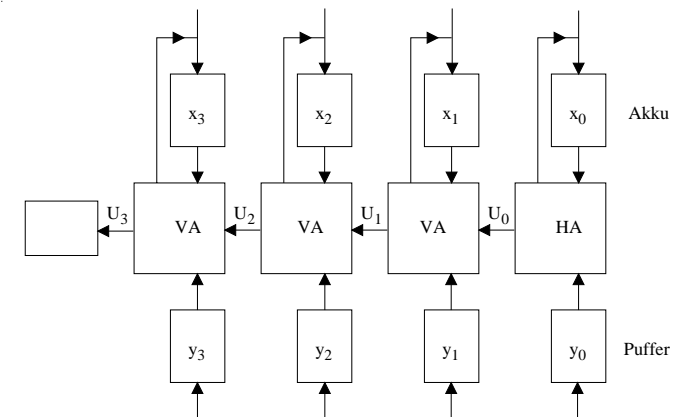 x3 x2 x1 x0 Akku
U3 VA U2 VA U1 VA U0 HA
y3 y2 y1 y0 Puffer